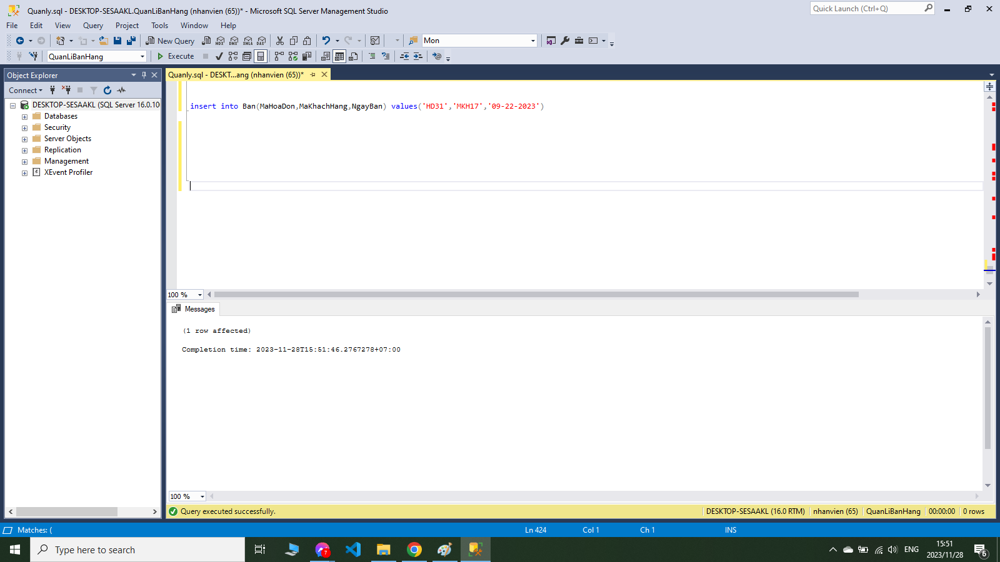 Quanly.sql - DESKTOP-SESAAKL.QuanLiBanHang (nhanvien (65))* - Microsoft SQL Server Management Studio
Quick Launch (Ctrl+Q)
File Edit View Query Project Tools Window Help
New Query
MDX DMX XMLA DAX
Mon
QuanLiBanHang
Execute
Object Explorer
Connect
DESKTOP-SESAAKL (SQL Server 16.0.10
Databases
Security
Server Objects
Replication
Management
XEvent Profiler
Quanly.sql - DESKT...ang (nhanvien (65))*
insert into Ban(MaHoaDon,MaKhachHang,NgayBan) values('HD31','MKH17','09-22-2023')
100 %
Messages
(1 row affected)
Completion time: 2023-11-28T15:51:46.2767278+07:00
100 %
Query executed successfully.
DESKTOP-SESAAKL (16.0 RTM) nhanvien (65) QuanLiBanHang 00:00:00 0 rows
Matches: ( Ln 424 Col 1 Ch 1 INS
Type here to search
7
ENG
15:51
2023/11/28
6